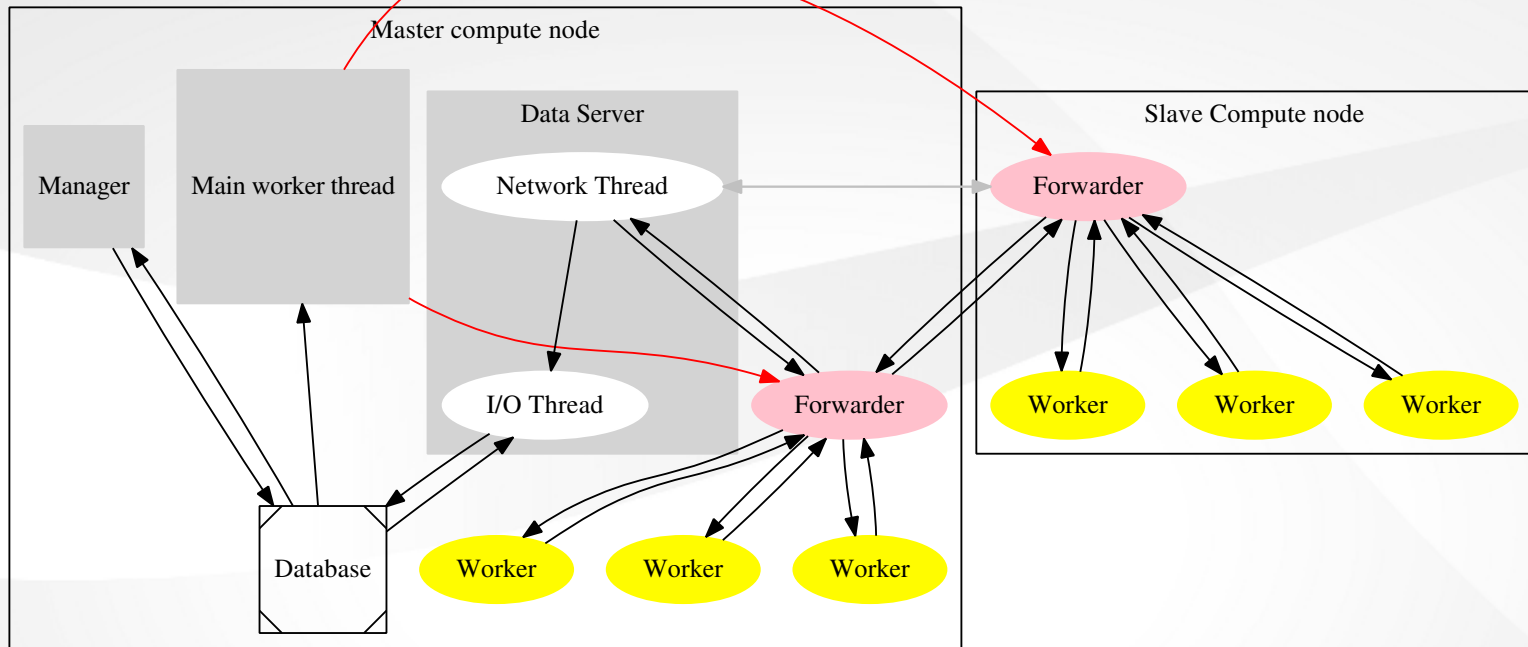 Master compute node
Data Server
Slave Compute node
Manager
Main worker thread
Network Thread
Forwarder
I/O Thread
Forwarder
Worker
Worker
Worker
Database
Worker
Worker
Worker